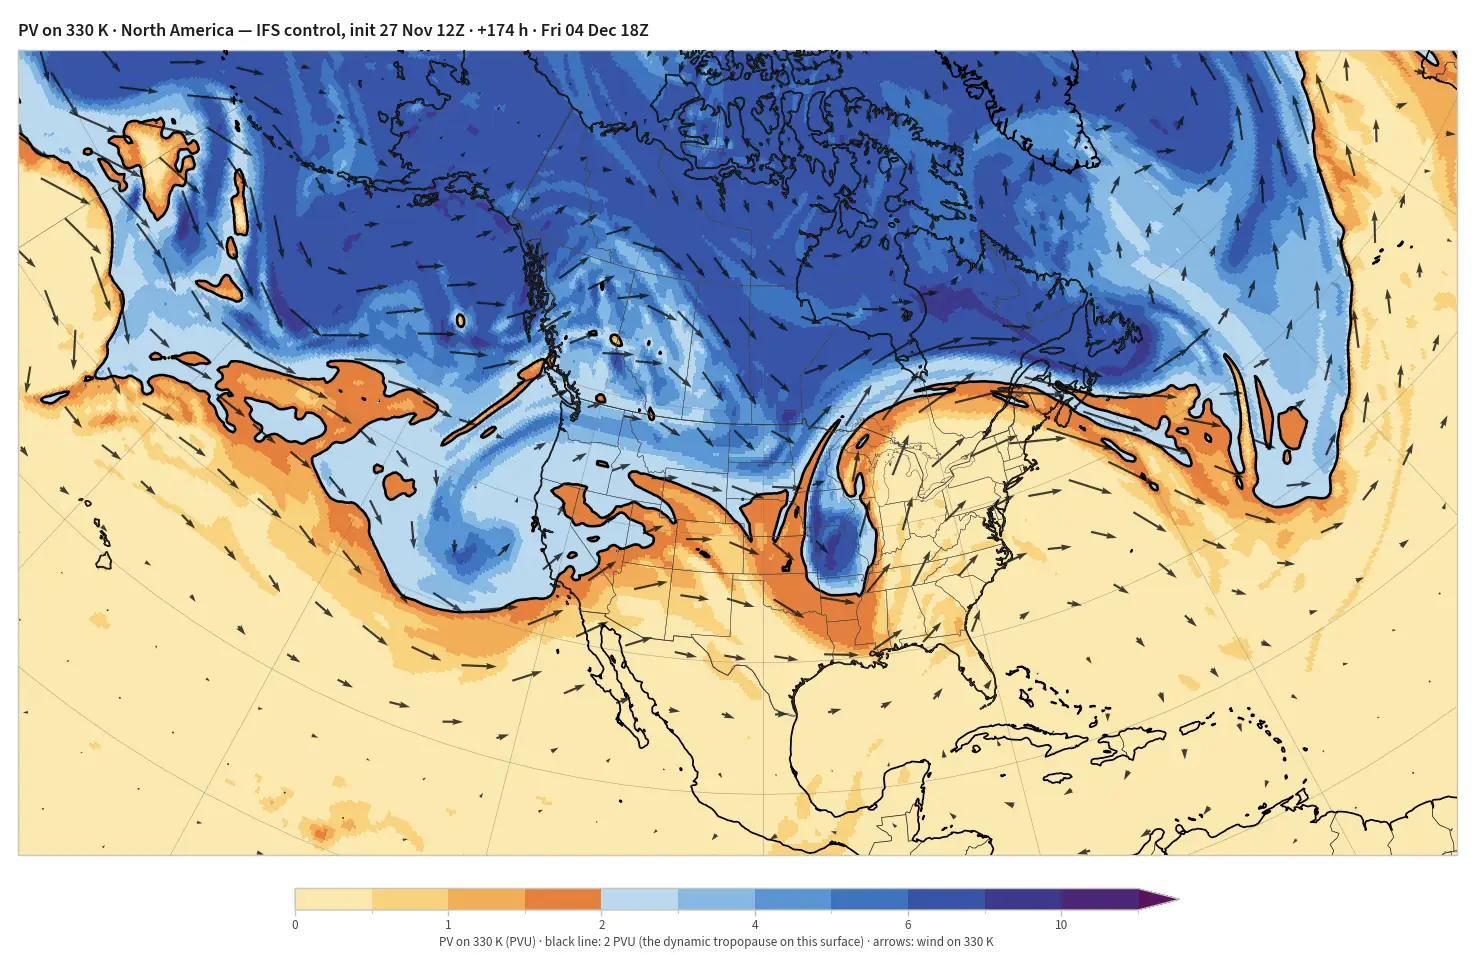 PV on 330 K · North America — IFS control, init 27 Nov 12Z · +174 h · Fri 04 Dec 18Z
0 1 2 4 6 10
PV on 330 K (PVU) · black line: 2 PVU (the dynamic tropopause on this surface) · arrows: wind on 330 K